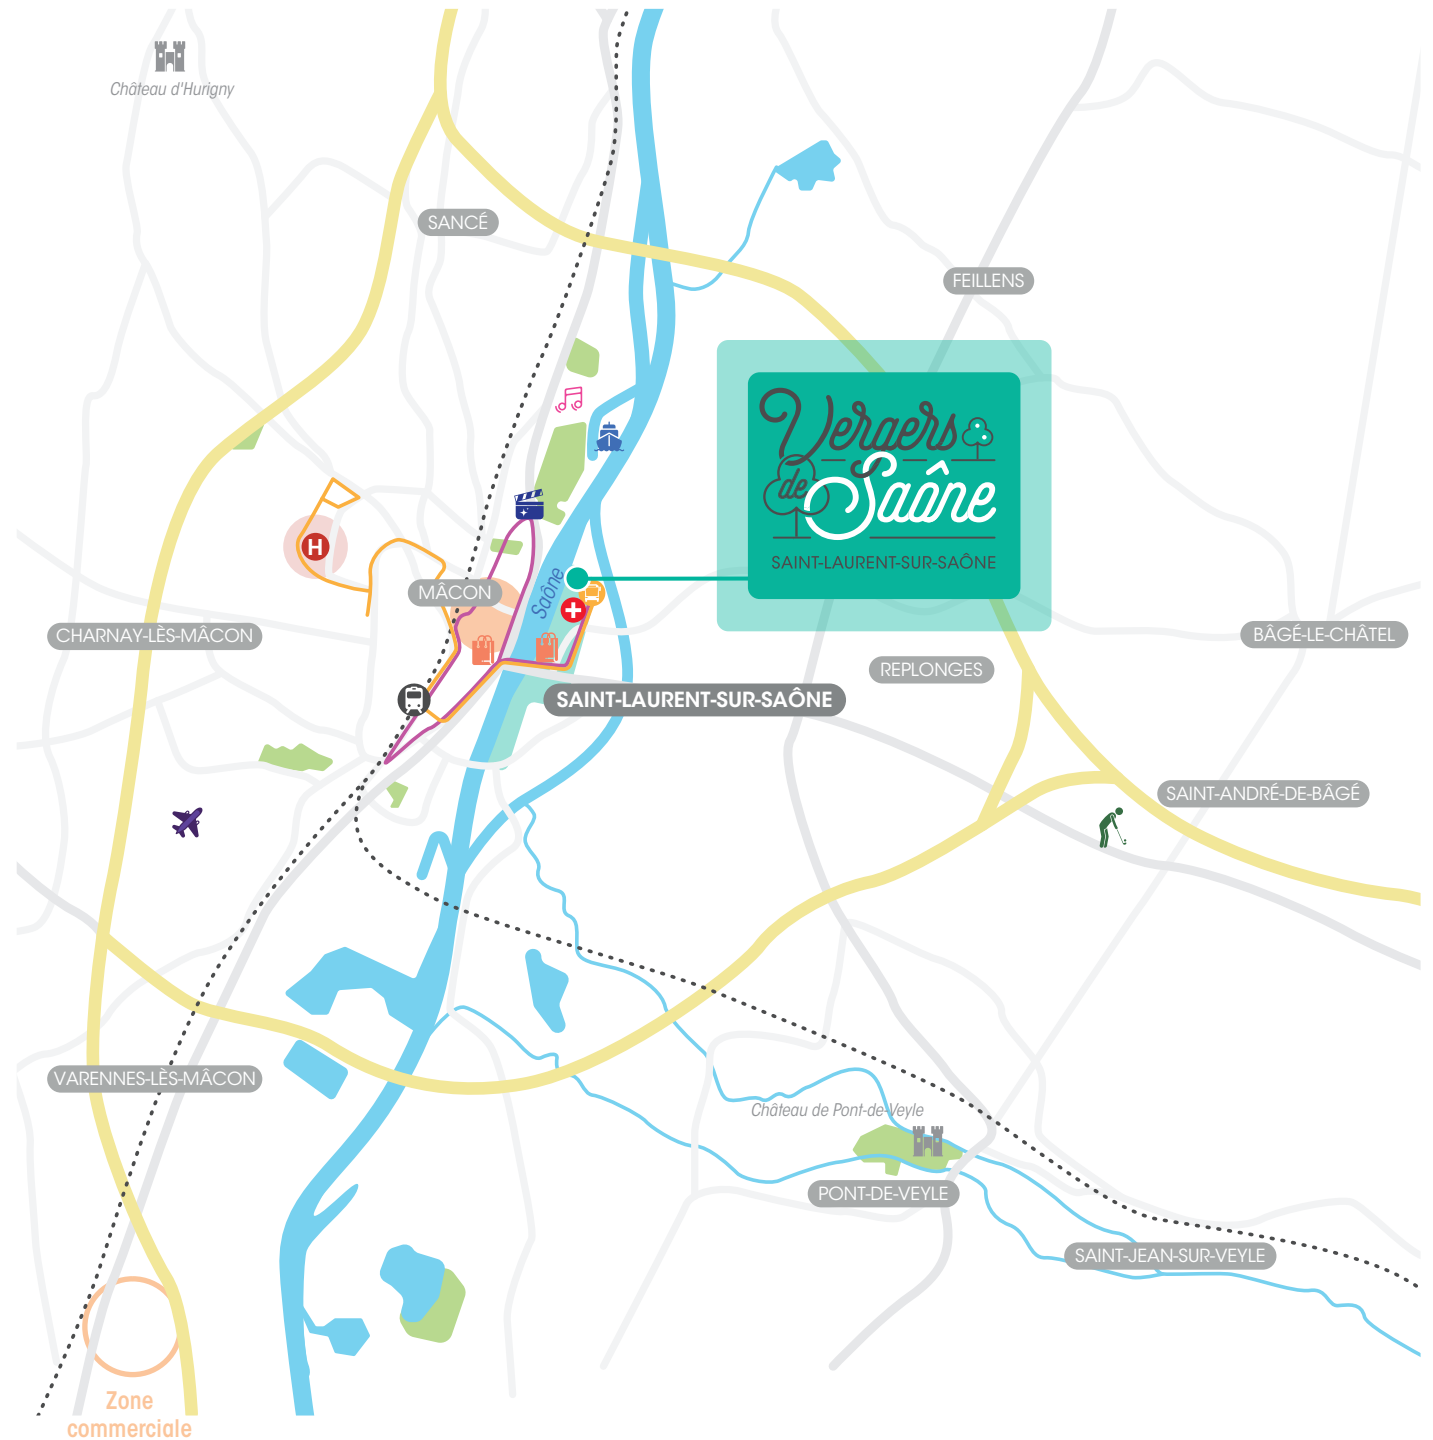 Château d'Hurigny
SANCÉ
FEILLENS
Vergers
de Saône
SAINT-LAURENT-SUR-SAÔNE
H
MÂCON
Saône
CHARNAY-LÈS-MÂCON
BÂGÉ-LE-CHÂTEL
REPLONGES
SAINT-LAURENT-SUR-SAÔNE
SAINT-ANDRÉ-DE-BÂGÉ
VARENNES-LÈS-MÂCON
Château de Pont-de-Veyle
PONT-DE-VEYLE
SAINT-JEAN-SUR-VEYLE
Zone
commerciale